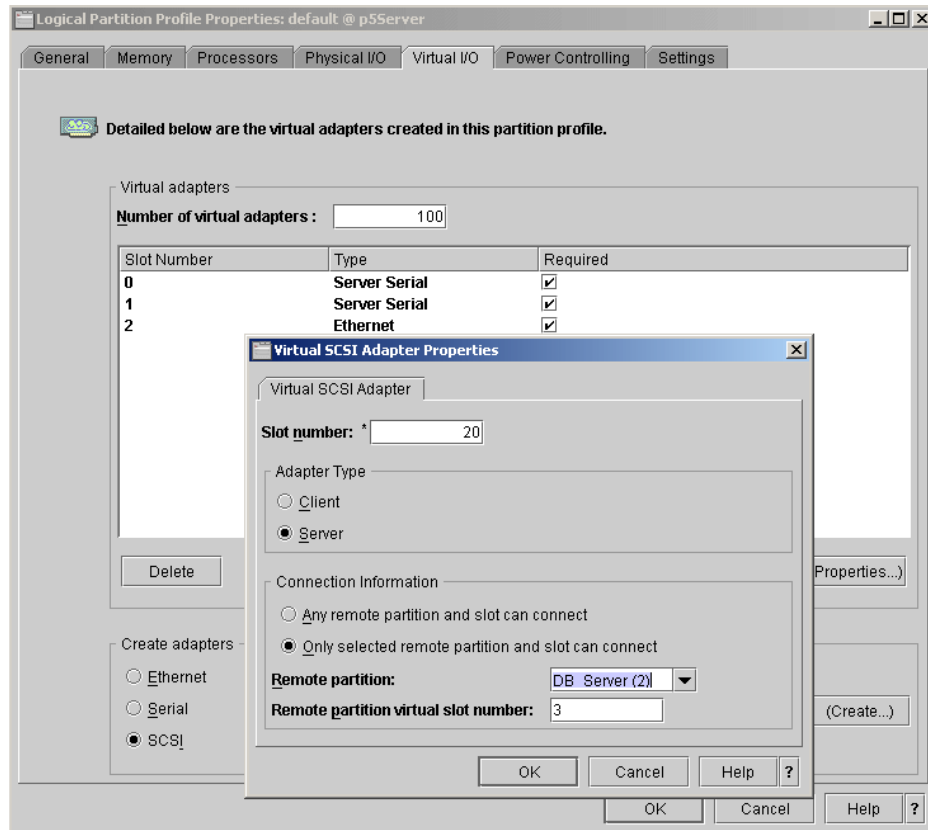 Logical Partition Profile Properties: default @ p5Server
General Memory Processors Physical I/O Virtual I/O Power Controlling Settings
Detailed below are the virtual adapters created in this partition profile.
Virtual adapters
Number of virtual adapters : 100
Slot Number Type Required
0 Server Serial
1 Server Serial
2 Ethernet
Virtual SCSI Adapter Properties
Virtual SCSI Adapter
Slot number: * 20
Adapter Type
Client
Server
Connection Information
Any remote partition and slot can connect
Only selected remote partition and slot can connect
Remote partition: DB_Server (2)
Remote partition virtual slot number: 3
OK Cancel Help ?
Delete Properties...)
Create adapters
Ethernet
Serial
SCSI
(Create...)
OK Cancel Help ?